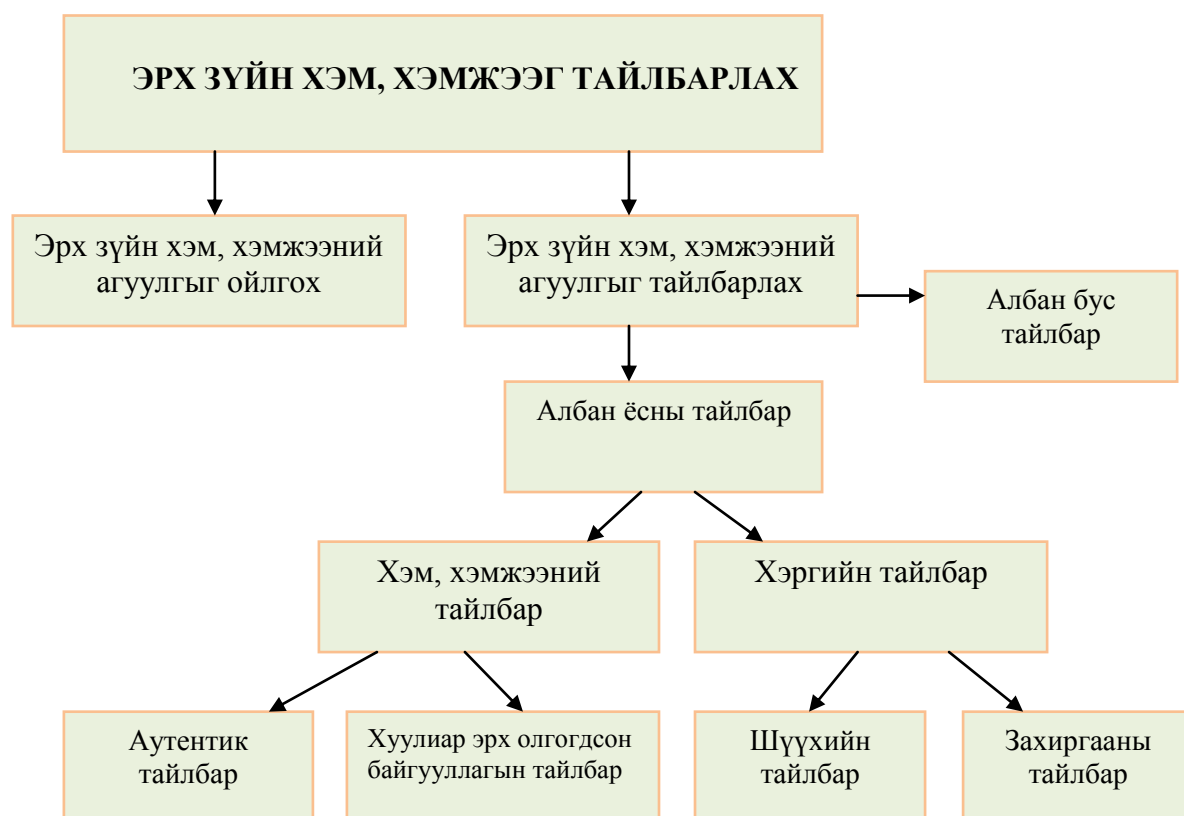 ЭРХ ЗҮЙН ХЭМ, ХЭМЖЭЭГ ТАЙЛБАРЛАХ
Эрх зүйн хэм, хэмжээний
агуулгыг ойлгох
Эрх зүйн хэм, хэмжээний
агуулгыг тайлбарлах
Албан бус
тайлбар
Албан ёсны тайлбар
Хэм, хэмжээний
тайлбар
Хэргийн тайлбар
Аутентик
тайлбар
Хуулиар эрх олгогдсон
байгууллагын тайлбар
Шүүхийн
тайлбар
Захиргааны
тайлбар